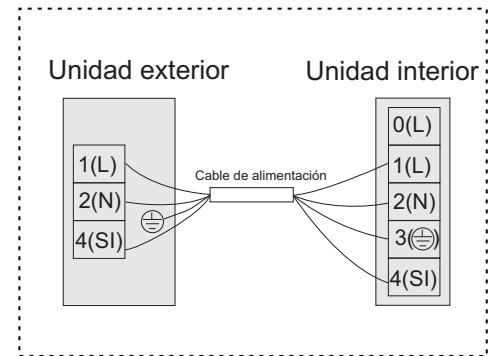 Unidad exterior
Unidad interior
1(L)
2(N)
4(SI)
Cable de alimentación
0(L)
1(L)
2(N)
3(⏚)
4(SI)